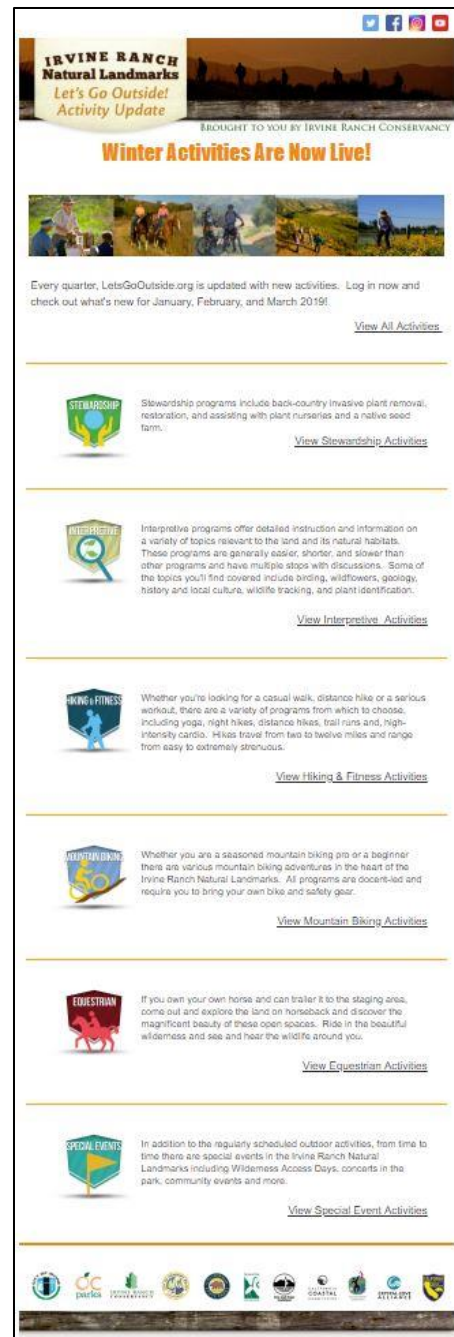 IRVINE RANCH
Natural Landmarks
Let's Go Outside!
Activity Update
BROUGHT TO YOU BY IRVINE RANCH CONSERVANCY
Winter Activities Are Now Live!
Every quarter, LetsGoOutside.org is updated with new activities. Log in now and
check out what's new for January, February, and March 2019!
View All Activities
STEWARDSHIP
Stewardship programs include back-country invasive plant removal,
restoration, and assisting with plant nurseries and a native seed
farm.
View Stewardship Activities
INTERPRETIVE
Interpretive programs offer detailed instruction and information on
a variety of topics relevant to the land and its natural habitats.
These programs are generally easier, shorter, and slower than
other programs and have multiple stops with discussions. Some of
the topics you'll find covered include birding, wildflowers, geology,
history and local culture, wildlife tracking, and plant identification.
View Interpretive Activities
HIKING & FITNESS
Whether you're looking for a casual walk, distance hike or a serious
workout, there are a variety of programs from which to choose,
including yoga, night hikes, distance hikes, trail runs and, high-
intensity cardio. Hikes travel from two to twelve miles and range
from easy to extremely strenuous.
View Hiking & Fitness Activities
MOUNTAIN BIKING
Whether you are a seasoned mountain biking pro or a beginner
there are various mountain biking adventures in the heart of the
Irvine Ranch Natural Landmarks. All programs are docent-led and
require you to bring your own bike and safety gear.
View Mountain Biking Activities
EQUESTRIAN
If you own your own horse and can trailer it to the staging area,
come out and explore the land on horseback and discover the
magnificent beauty of these open spaces. Ride in the beautiful
wilderness and see and hear the wildlife around you.
View Equestrian Activities
SPECIAL EVENTS
In addition to the regularly scheduled outdoor activities, from time to
time there are special events in the Irvine Ranch Natural
Landmarks including Wilderness Access Days, concerts in the
park, community events and more.
View Special Event Activities
OC
parks
IRVINE RANCH
CONSERVANCY
CALIFORNIA
COASTAL
CRYSTAL COVE
ALLIANCE